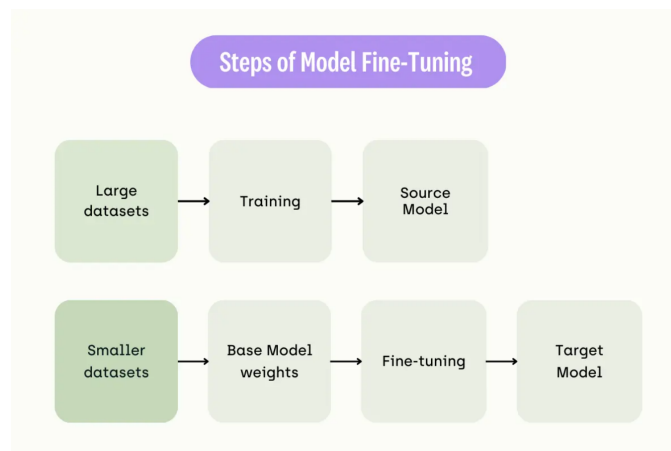 Steps of Model Fine-Tuning
Large
datasets
Training
Source
Model
Smaller
datasets
Base Model
weights
Fine-tuning
Target
Model